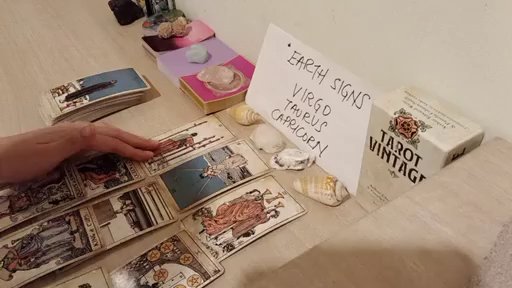 EARTH SIGNS
VIRGO
TAURUS
CAPRICORN
TAROT
VINTAGE